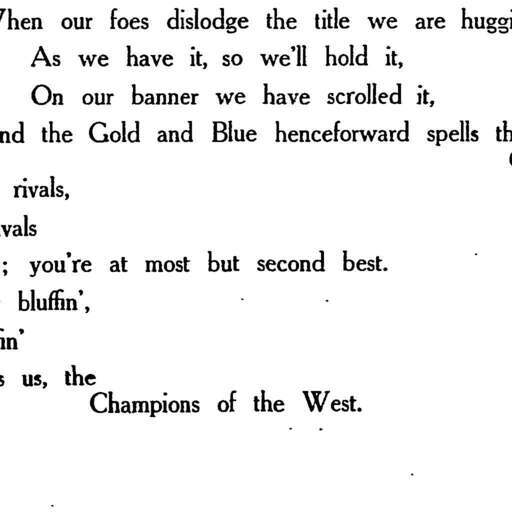 When our foes dislodge the title we are huggi
As we have it, so we'll hold it,
On our banner we have scrolled it,
nd the Gold and Blue henceforward spells th
rivals,
vals
; you're at most but second best.
bluffin',
fin'
s us, the
Champions of the West.